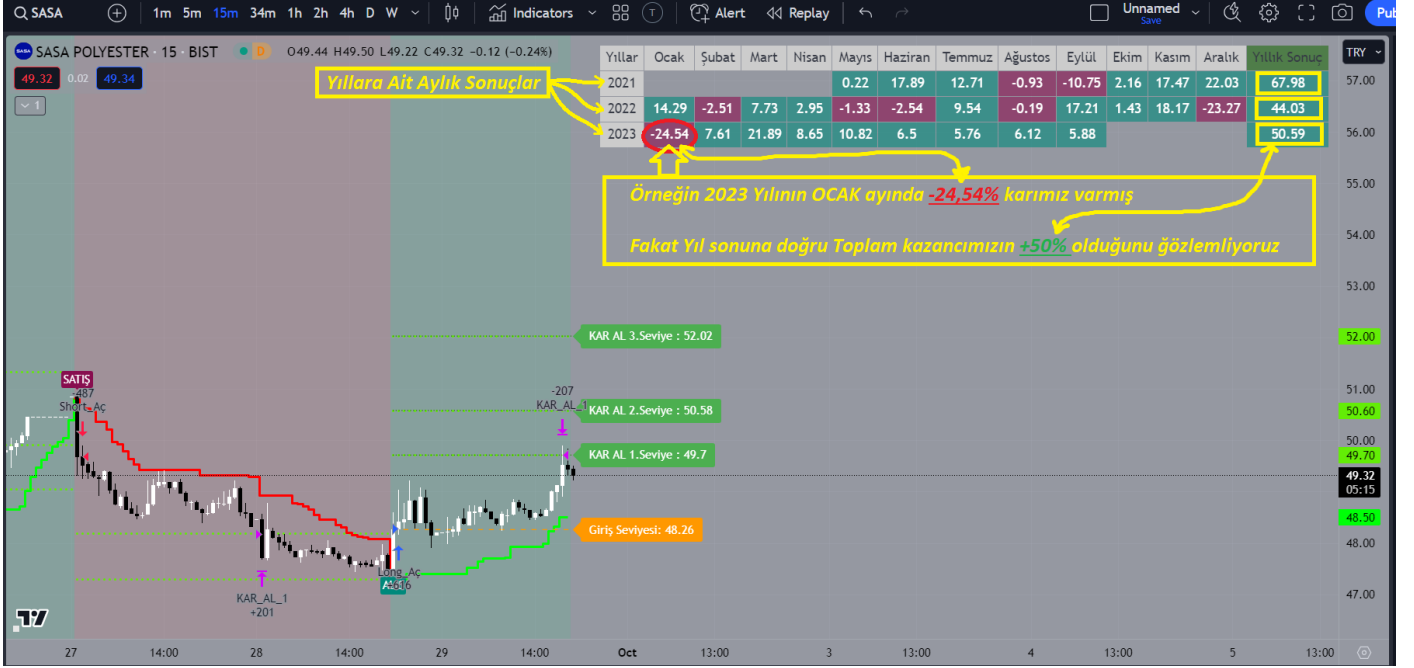 SASA 1m 5m 15m 34m 1h 2h 4h D W Indicators T Alert Replay Unnamed Save Pub
SASA POLYESTER · 15 · BIST D O49.44 H49.50 L49.22 C49.32 −0.12 (−0.24%)
49.32 0.02 49.34
1
Yıllara Ait Aylık Sonuçlar
Yıllar Ocak Şubat Mart Nisan Mayıs Haziran Temmuz Ağustos Eylül Ekim Kasım Aralık Yıllık Sonuç
2021 0.22 17.89 12.71 -0.93 -10.75 2.16 17.47 22.03 67.98
2022 14.29 -2.51 7.73 2.95 -1.33 -2.54 9.54 -0.19 17.21 1.43 18.17 -23.27 44.03
2023 -24.54 7.61 21.89 8.65 10.82 6.5 5.76 6.12 5.88 50.59
Örneğin 2023 Yılının OCAK ayında -24,54% karımız varmış
Fakat Yıl sonuna doğru Toplam kazancımızın +50% olduğunu ğözlemliyoruz
TRY
57.00
56.00
55.00
54.00
53.00
52.00
51.00
50.60
50.00
49.70
49.32
05:15
48.50
48.00
47.00
KAR AL 3.Seviye : 52.02
KAR AL 2.Seviye : 50.58
KAR AL 1.Seviye : 49.7
Giriş Seviyesi: 48.26
SATIŞ
-487
Short_Aç
-207
KAR_AL_1
Long_Aç
KAR_AL_1
+201
27 14:00 28 14:00 29 14:00 Oct 13:00 3 13:00 4 13:00 5 13:00